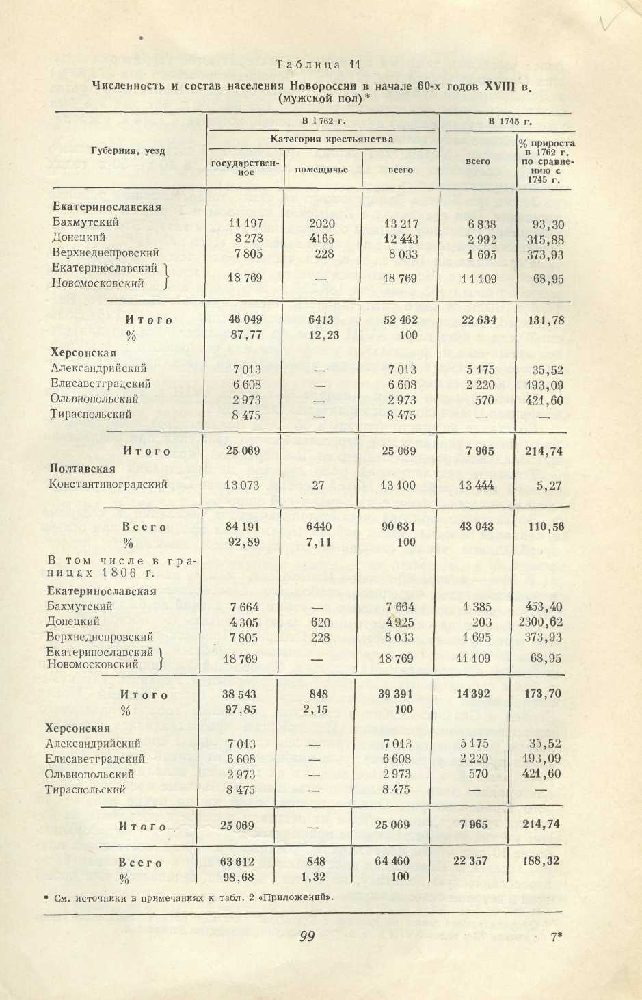 Таблица 11
Численность и состав населения Новороссии в начале 60-х годов XVIII в.
(мужской пол) *
Губерния, уезд
В 1762 г.
В 1745 г.
Категория крестьянства
государствен-
ное
помещичье
всего
всего
% прироста
в 1762 г.
по сравне-
нию с
1745 г.
Екатеринославская
Бахмутский 11 197 2020 13 217 6 838 93,30
Донецкий 8 278 4165 12 443 2 992 315,88
Верхнеднепровский 7 805 228 8 033 1 695 373,93
Екатеринославский }
Новомосковский } 18 769 — 18 769 11 109 68,95
Итого 46 049 6413 52 462 22 634 131,78
% 87,77 12,23 100
Херсонская
Александрийский 7 013 — 7 013 5 175 35,52
Елисаветградский 6 608 — 6 608 2 220 193,09
Ольвиопольский 2 973 — 2 973 570 421,60
Тираспольский 8 475 — 8 475 — —
Итого 25 069 25 069 7 965 214,74
Полтавская
Константиноградский 13 073 27 13 100 13 444 5,27
Всего 84 191 6440 90 631 43 043 110,56
% 92,89 7,11 100
В том числе в гра-
ницах 1806 г.
Екатеринославская
Бахмутский 7 664 — 7 664 1 385 453,40
Донецкий 4 305 620 4 925 203 2300,62
Верхнеднепровский 7 805 228 8 033 1 695 373,93
Екатеринославский }
Новомосковский } 18 769 — 18 769 11 109 68,95
Итого 38 543 848 39 391 14 392 173,70
% 97,85 2,15 100
Херсонская
Александрийский 7 013 — 7 013 5 175 35,52
Елисаветградский 6 608 — 6 608 2 220 193,09
Ольвиопольский 2 973 — 2 973 570 421,60
Тираспольский 8 475 — 8 475 — —
Итого 25 069 — 25 069 7 965 214,74
Всего 63 612 848 64 460 22 357 188,32
% 98,68 1,32 100
* См. источники в примечаниях к табл. 2 «Приложений».
99
7*